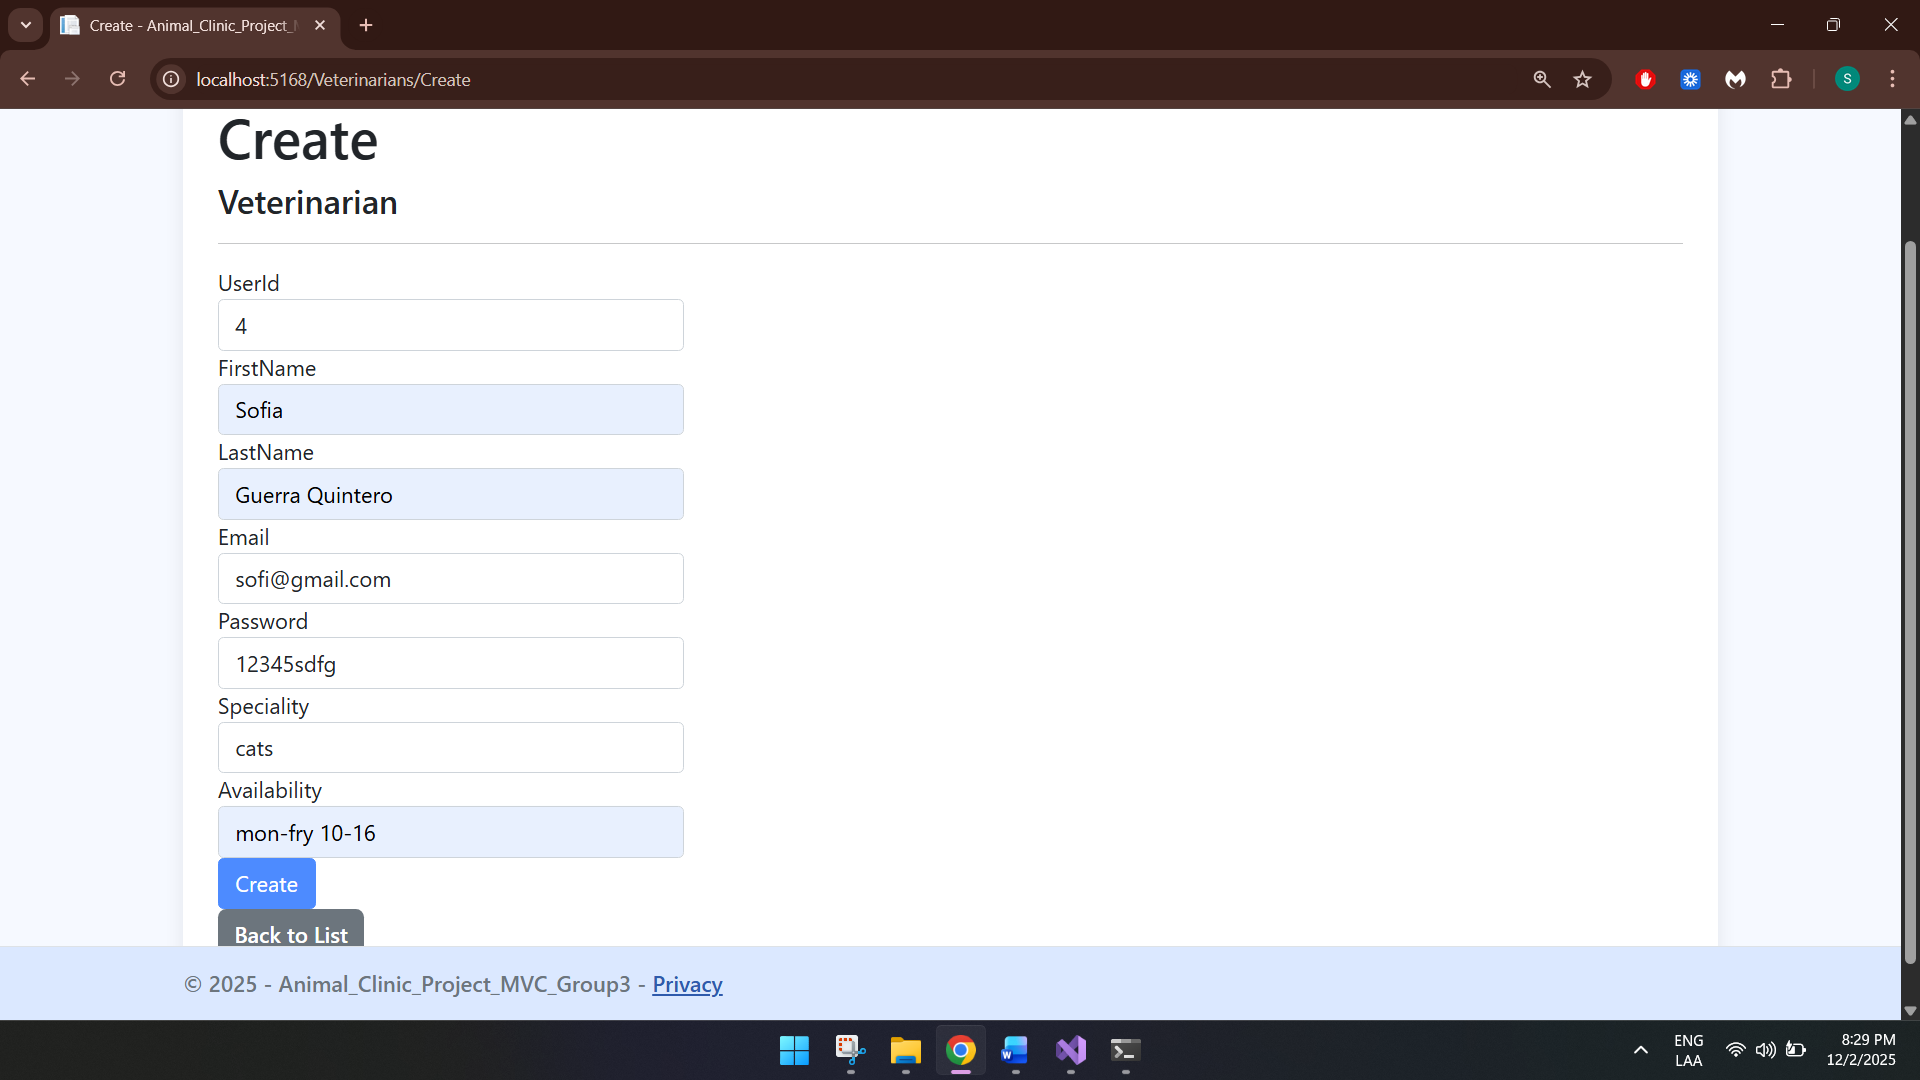 Create - Animal_Clinic_Project_
localhost:5168/Veterinarians/Create
S
Create
Veterinarian
UserId
4
FirstName
Sofia
LastName
Guerra Quintero
Email
sofi@gmail.com
Password
12345sdfg
Speciality
cats
Availability
mon-fry 10-16
Create
Back to List
© 2025 - Animal_Clinic_Project_MVC_Group3 - Privacy
ENG
LAA
8:29 PM
12/2/2025